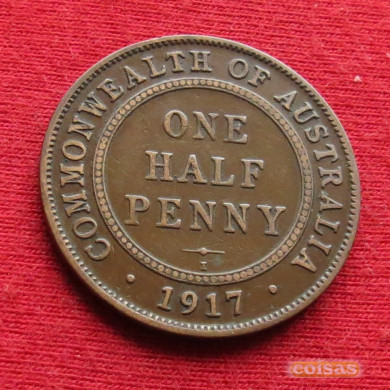 COMMONWEALTH OF AUSTRALIA
ONE
HALF
PENNY
I
· 1917 ·
coisas